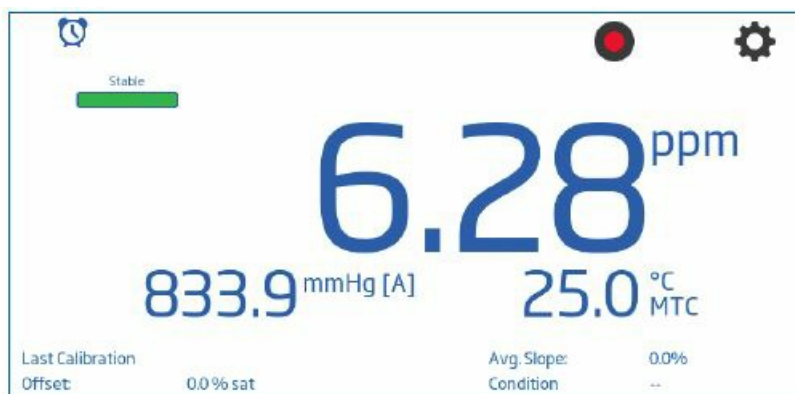 Stable
6.28 ppm
833.9 mmHg [A] 25.0 °C MTC
Last Calibration Avg. Slope: 0.0%
Offset: 0.0 % sat Condition --